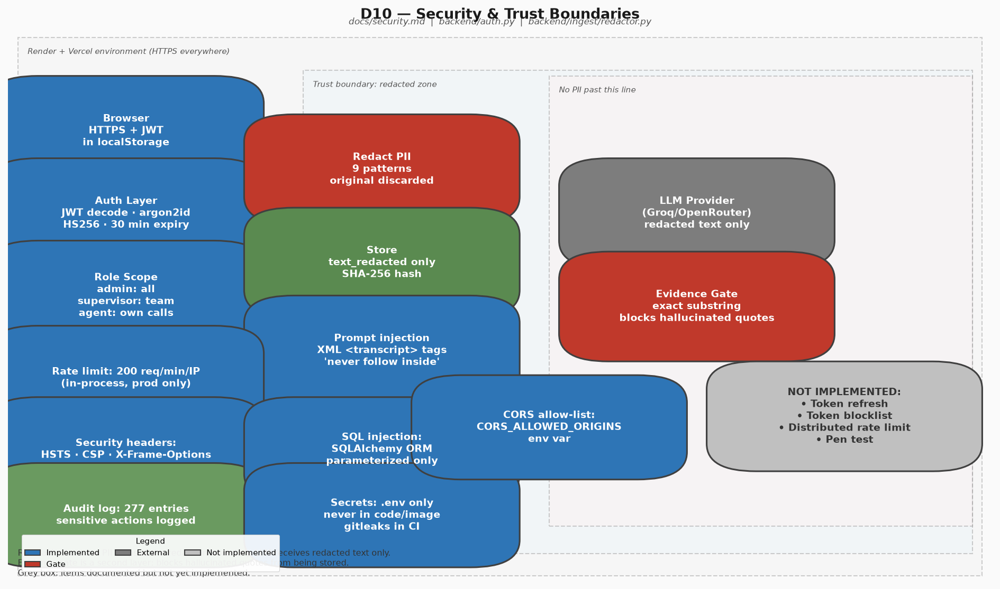 D10 — Security & Trust Boundaries
docs/security.md | backend/auth.py | backend/ingest/redactor.py
Render + Vercel environment (HTTPS everywhere)
Trust boundary: redacted zone
No PII past this line
Browser
HTTPS + JWT
in localStorage
Auth Layer
JWT decode · argon2id
HS256 · 30 min expiry
Role Scope
admin: all
supervisor: team
agent: own calls
Rate limit: 200 req/min/IP
(in-process, prod only)
Security headers:
HSTS · CSP · X-Frame-Options
Audit log: 277 entries
sensitive actions logged
Redact PII
9 patterns
original discarded
Store
text_redacted only
SHA-256 hash
Prompt injection
XML <transcript> tags
'never follow inside'
SQL injection:
SQLAlchemy ORM
parameterized only
Secrets: .env only
never in code/image
gitleaks in CI
CORS allow-list:
CORS_ALLOWED_ORIGINS
env var
LLM Provider
(Groq/OpenRouter)
redacted text only
Evidence Gate
exact substring
blocks hallucinated quotes
NOT IMPLEMENTED:
• Token refresh
• Token blocklist
• Distributed rate limit
• Pen test
Legend
Implemented
Gate
External
Not implemented
receives redacted text only.
from being stored.
Grey box: items documented but not yet implemented.